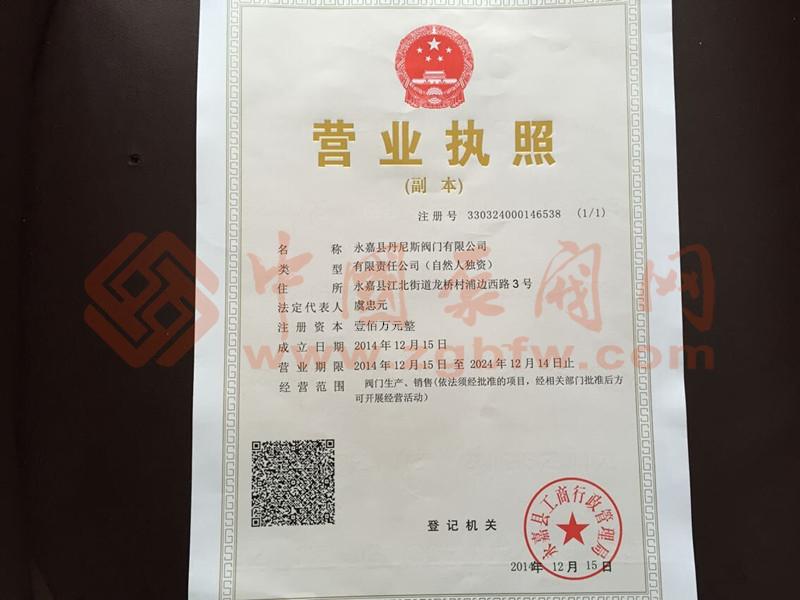 营业执照
(副 本)
注册号 330324000146538 (1/1)
名称 永嘉县丹尼斯阀门有限公司
类型 有限责任公司（自然人独资）
住所 永嘉县江北街道龙桥村浦边西路3号
法定代表人 虞忠元
注册资本 壹佰万元整
成立日期 2014年12月15日
营业期限 2014年12月15日至2024年12月14日止
经营范围 阀门生产、销售(依法须经批准的项目，经相关部门批准后方
可开展经营活动)
中国泵阀网
www.zgbfw.com
登记机关
永嘉县工商行政管理局
2014年12月15日